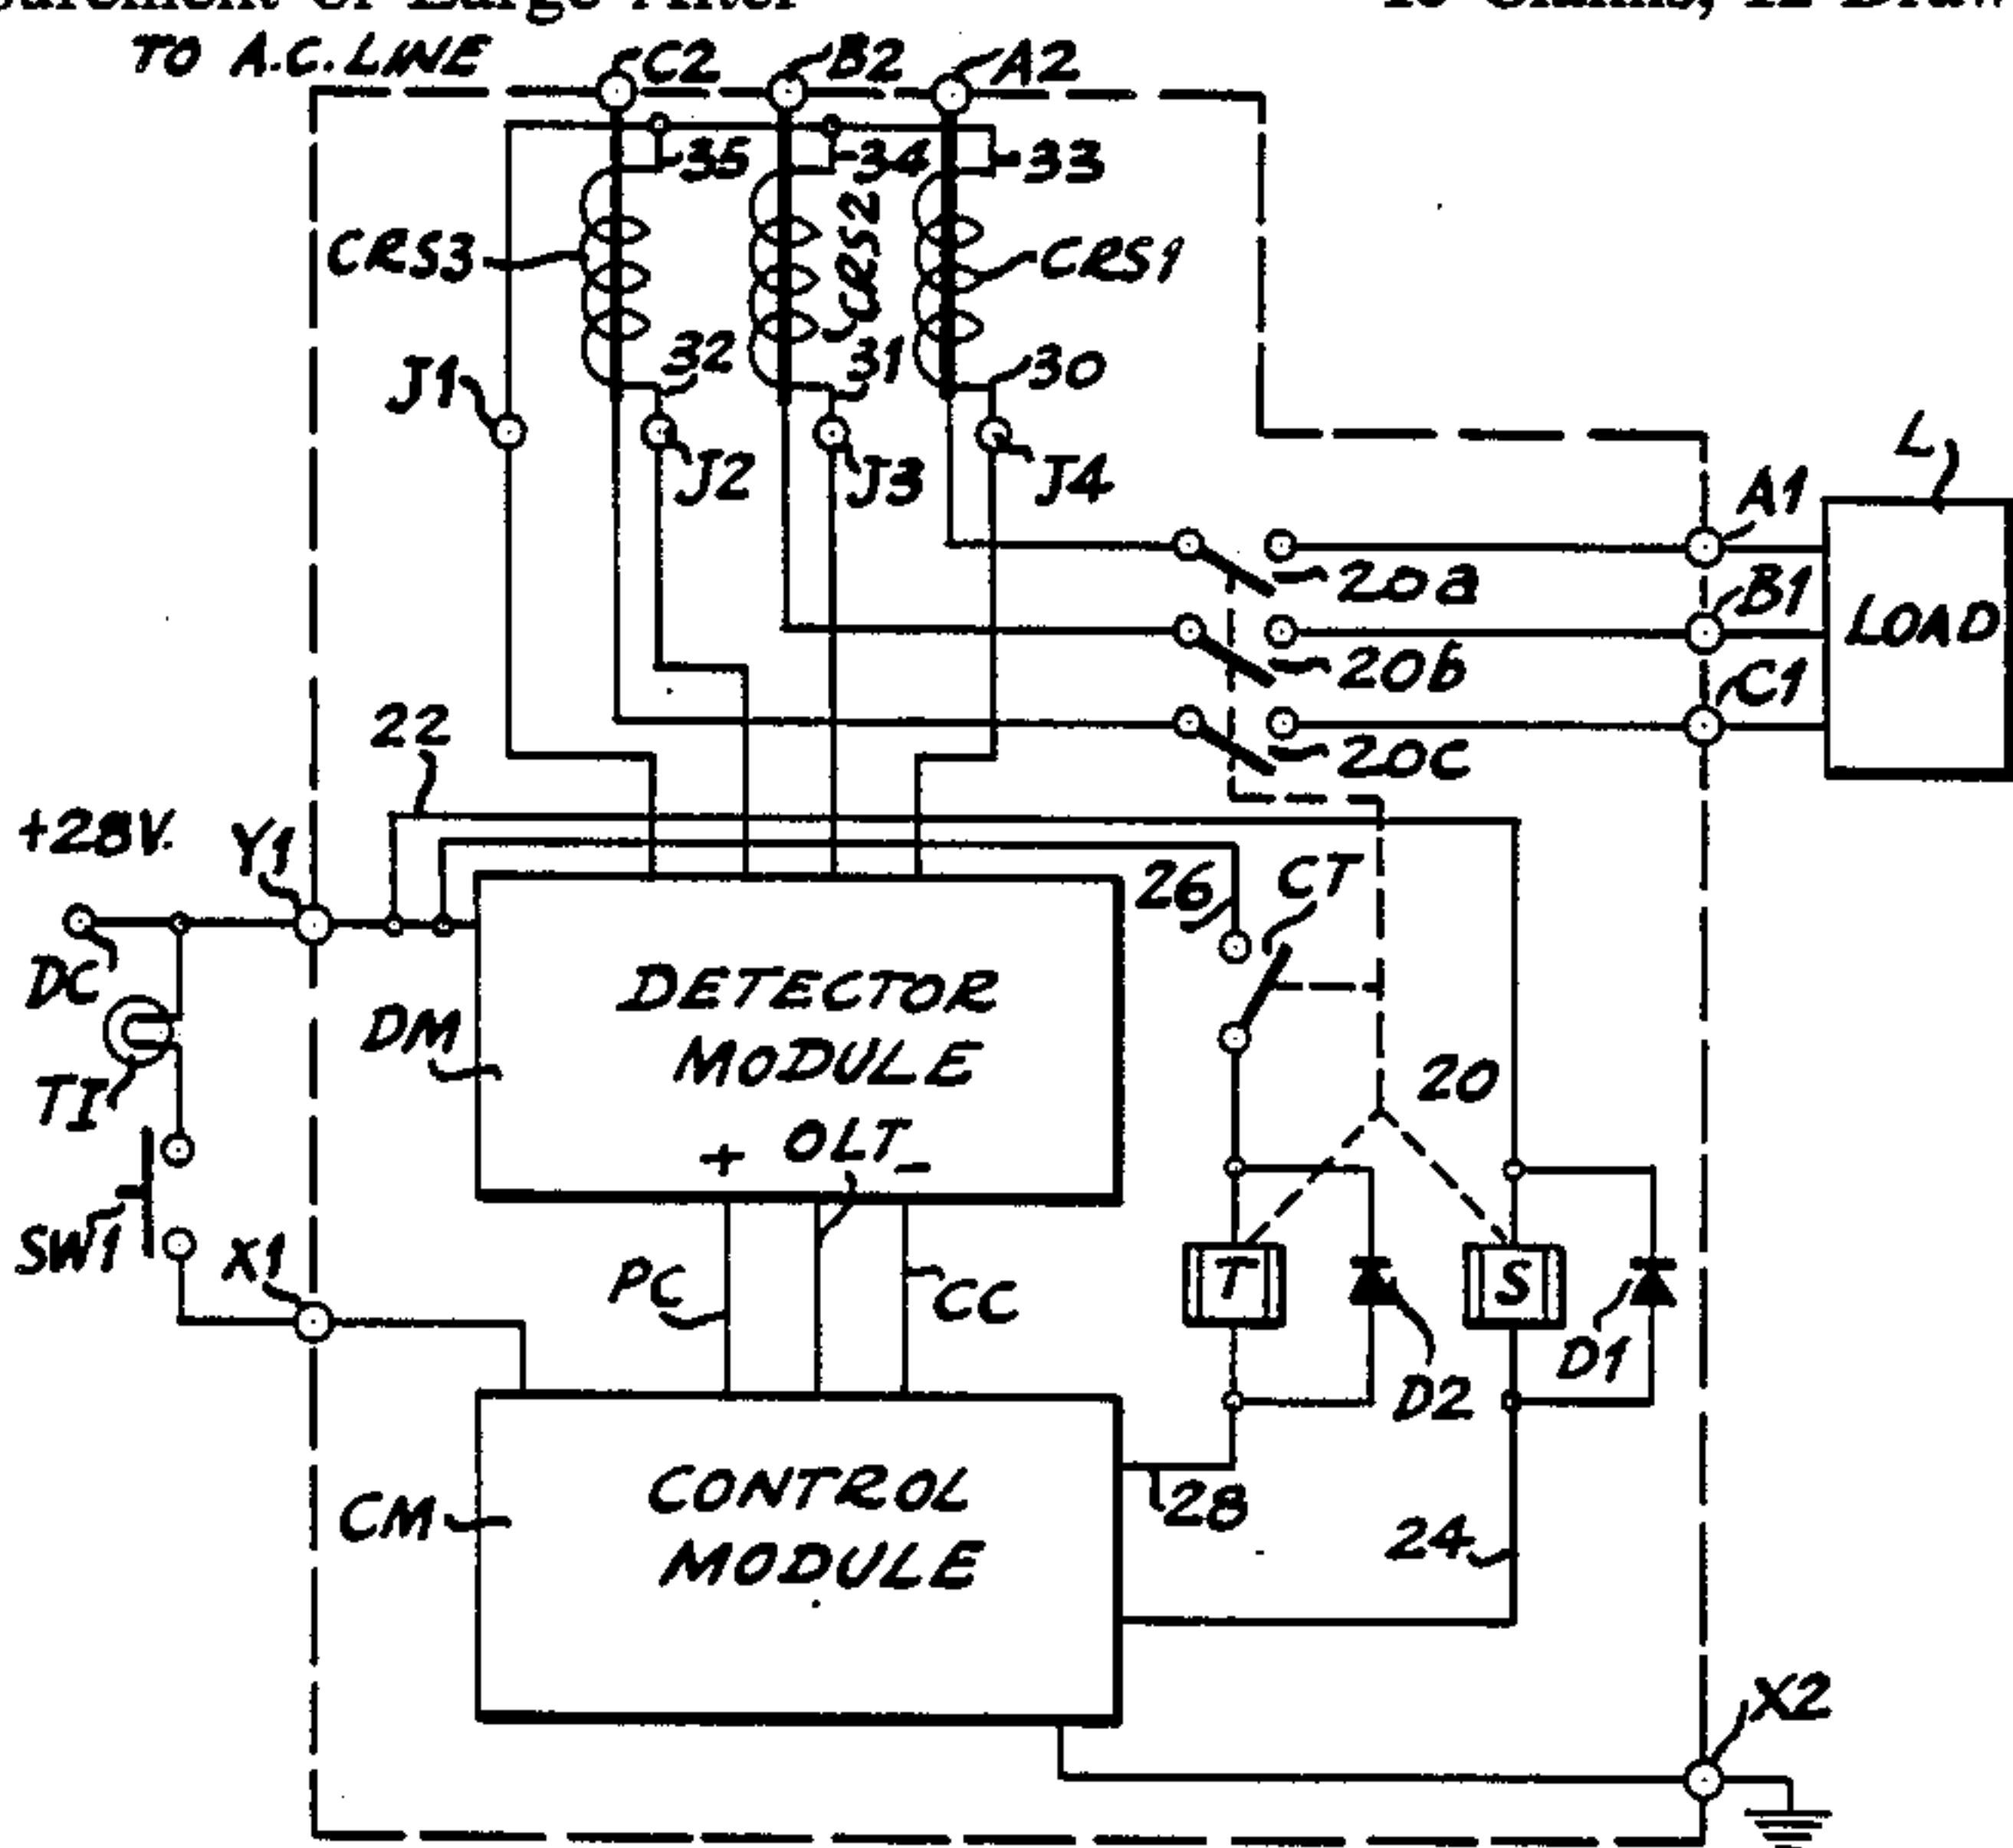 TO A.C. LINE
C2
B2
A2
35
34
33
CRS3
CRS2
CRS1
32
31
30
J1
J2
J3
J4
L
A1
20a
B1
LOAD
20b
C1
20c
22
+28V.
Y1
26
CT
DC
DETECTOR
MODULE
DM
TI
20
+ OLT -
SW1
X1
PC
CC
T
S
D2
D1
CONTROL
MODULE
CM
28
24
X2